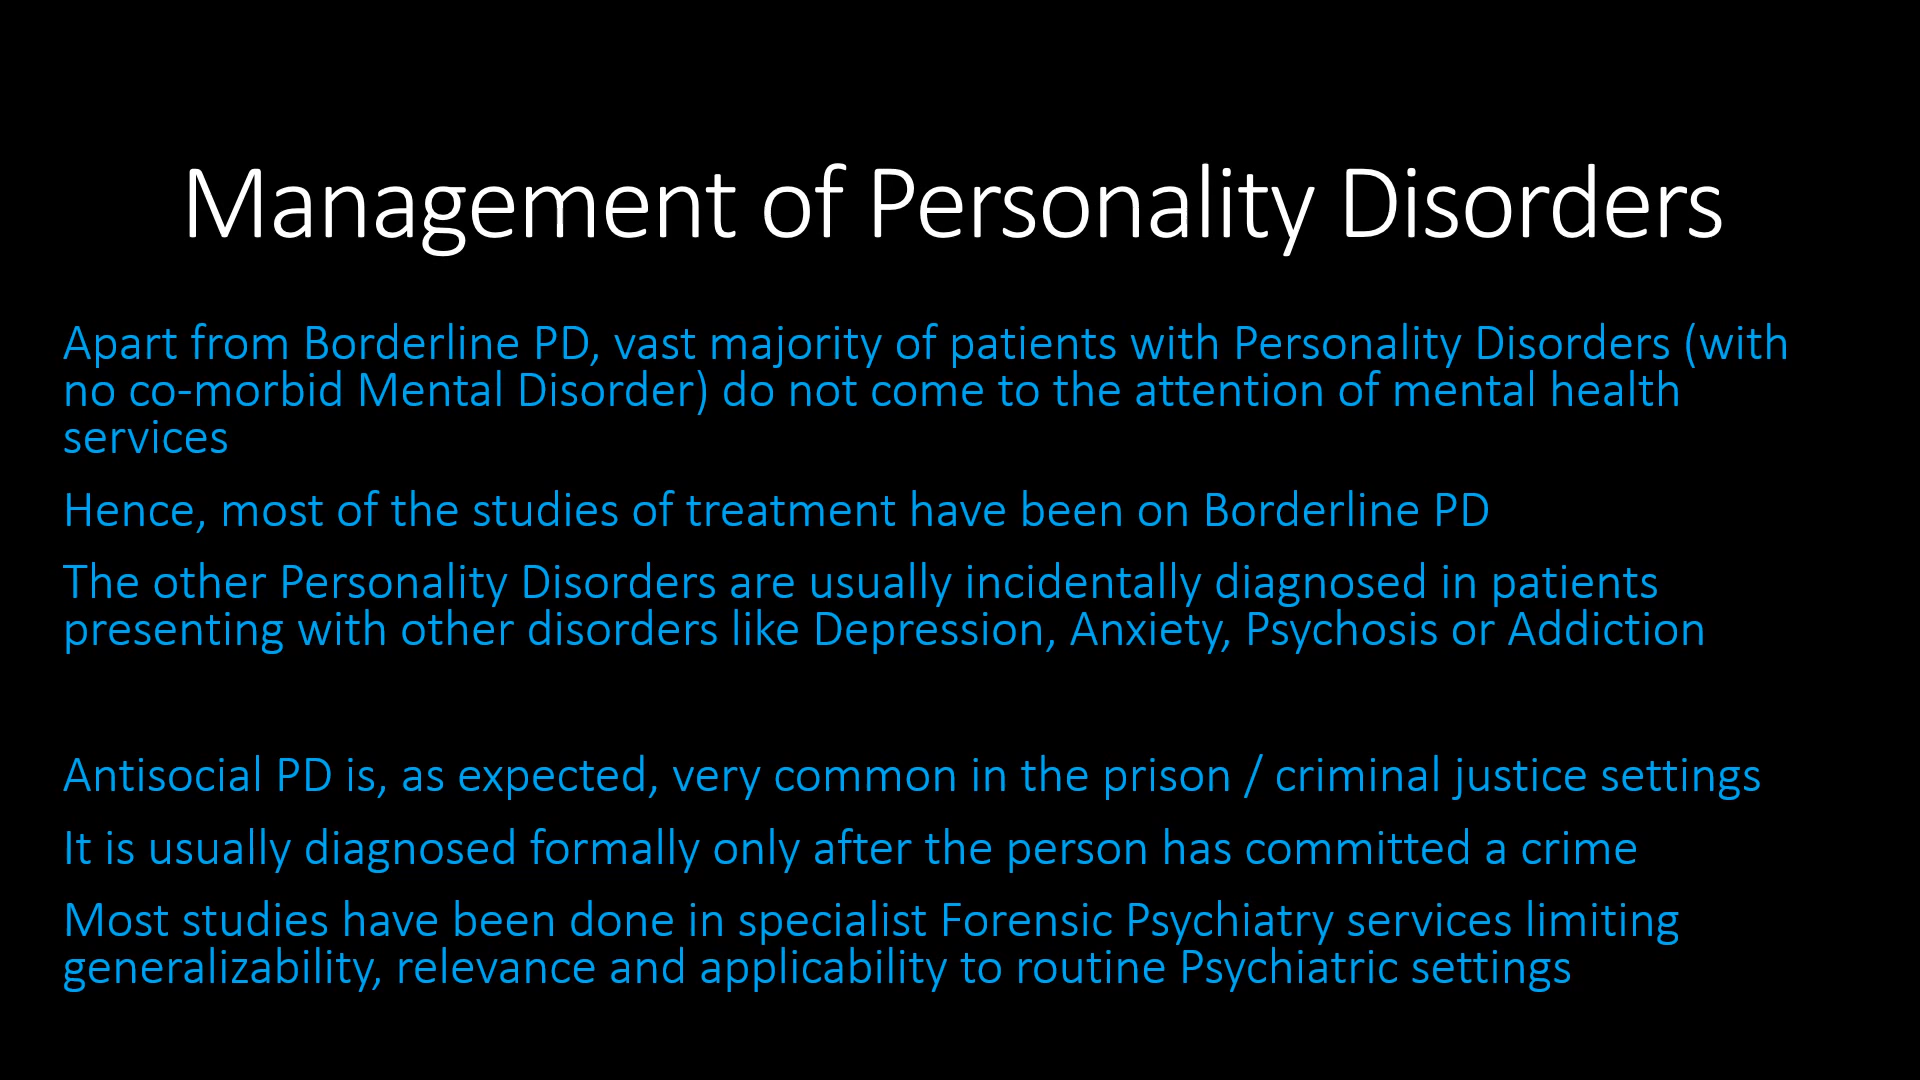 Management of Personality Disorders
Apart from Borderline PD, vast majority of patients with Personality Disorders (with
no co-morbid Mental Disorder) do not come to the attention of mental health
services
Hence, most of the studies of treatment have been on Borderline PD
The other Personality Disorders are usually incidentally diagnosed in patients
presenting with other disorders like Depression, Anxiety, Psychosis or Addiction
Antisocial PD is, as expected, very common in the prison / criminal justice settings
It is usually diagnosed formally only after the person has committed a crime
Most studies have been done in specialist Forensic Psychiatry services limiting
generalizability, relevance and applicability to routine Psychiatric settings